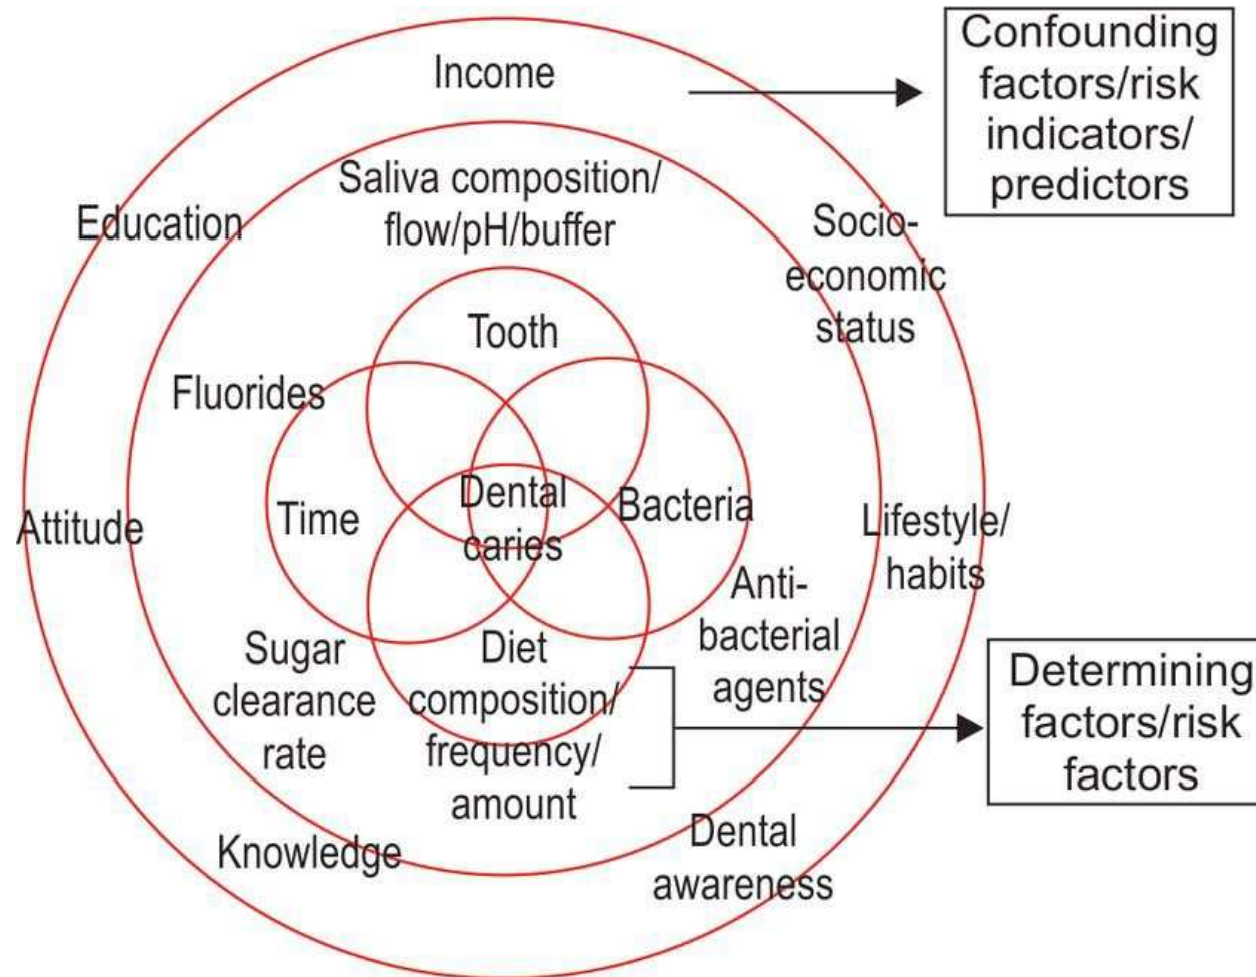 Income
Confounding
factors/risk
indicators/
predictors
Saliva composition/
flow/pH/buffer
Education
Socio-
economic
status
Tooth
Fluorides
Time
Dental
caries
Bacteria
Attitude
Lifestyle/
habits
Anti-
bacterial
agents
Sugar
clearance
rate
Diet
composition/
frequency/
amount
Determining
factors/risk
factors
Knowledge
Dental
awareness